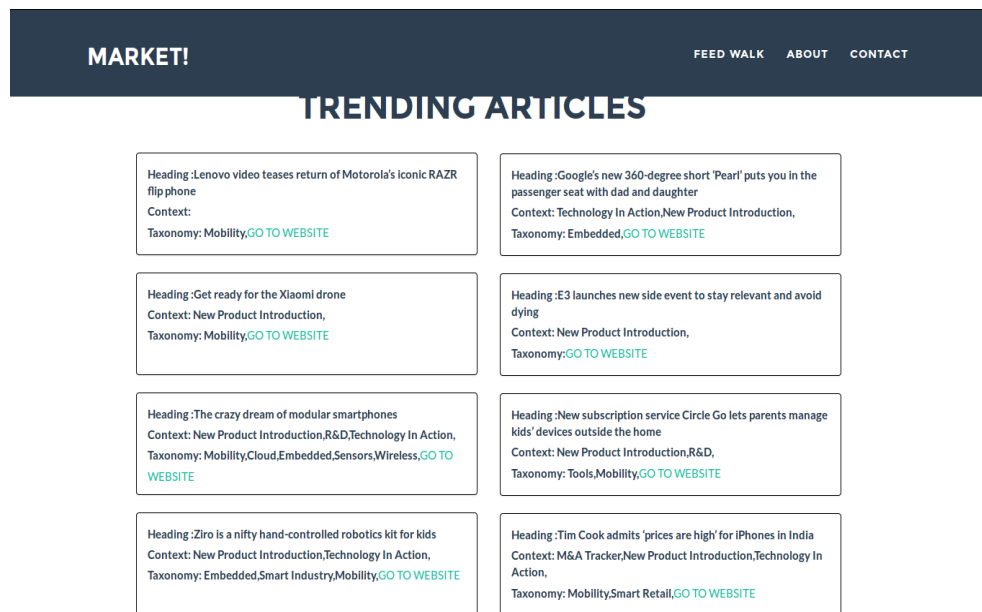 MARKET!
FEED WALK ABOUT CONTACT
TRENDING ARTICLES
Heading :Lenovo video teases return of Motorola's iconic RAZR
flip phone
Context:
Taxonomy: Mobility,GO TO WEBSITE
Heading :Google's new 360-degree short 'Pearl' puts you in the
passenger seat with dad and daughter
Context: Technology In Action,New Product Introduction,
Taxonomy: Embedded,GO TO WEBSITE
Heading :Get ready for the Xiaomi drone
Context: New Product Introduction,
Taxonomy: Mobility,GO TO WEBSITE
Heading :E3 launches new side event to stay relevant and avoid
dying
Context: New Product Introduction,
Taxonomy:GO TO WEBSITE
Heading :The crazy dream of modular smartphones
Context: New Product Introduction,R&D,Technology In Action,
Taxonomy: Mobility,Cloud,Embedded,Sensors,Wireless,GO TO
WEBSITE
Heading :New subscription service Circle Go lets parents manage
kids' devices outside the home
Context: New Product Introduction,R&D,
Taxonomy: Tools,Mobility,GO TO WEBSITE
Heading :Ziro is a nifty hand-controlled robotics kit for kids
Context: New Product Introduction,Technology In Action,
Taxonomy: Embedded,Smart Industry,Mobility,GO TO WEBSITE
Heading :Tim Cook admits 'prices are high' for iPhones in India
Context: M&A Tracker,New Product Introduction,Technology In
Action,
Taxonomy: Mobility,Smart Retail,GO TO WEBSITE